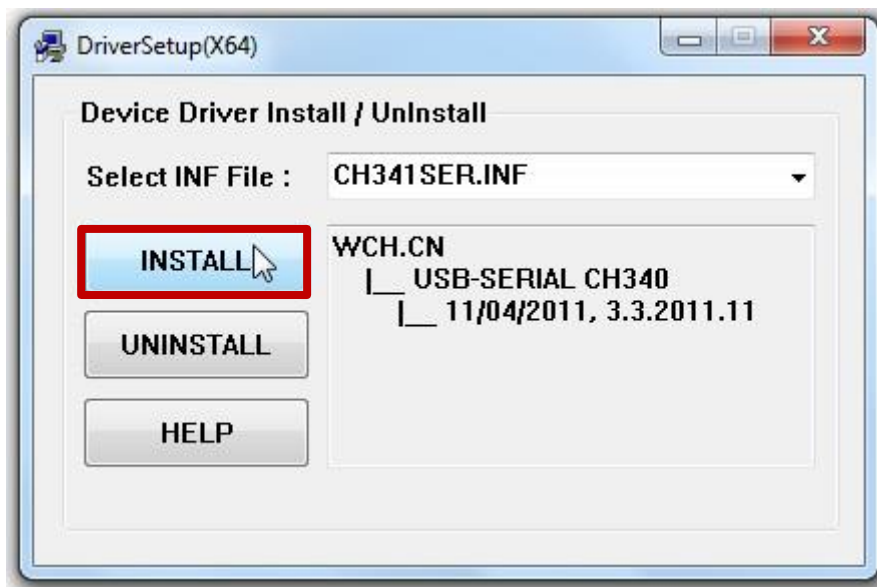 DriverSetup(X64)
Device Driver Install / UnInstall
Select INF File :
CH341SER.INF
INSTALL
WCH.CN
|__ USB-SERIAL CH340
|__ 11/04/2011, 3.3.2011.11
UNINSTALL
HELP